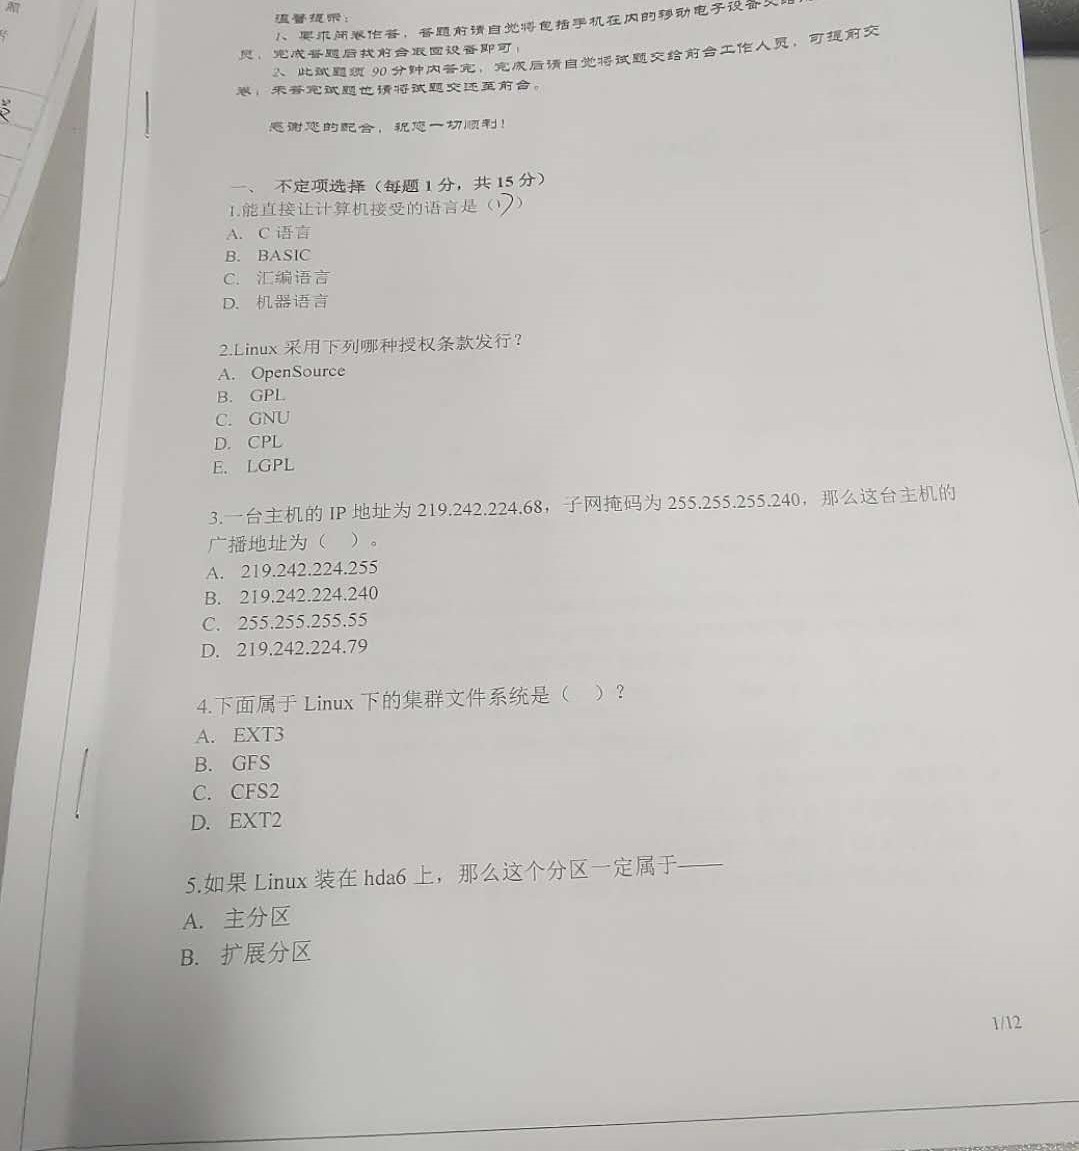 温馨提示：
1、要求闭卷作答，答题前请自觉将包括手机在内的移动电子设备交给
员，完成答题后找前台取回设备即可；
2、此试题须 90 分钟内答完，完成后请自觉将试题交给前台工作人员，可提前交
卷；未答完试题也请将试题交还至前台。
感谢您的配合，祝您一切顺利！
一、 不定项选择（每题 1 分，共 15 分）
1.能直接让计算机接受的语言是（D）
A. C 语言
B. BASIC
C. 汇编语言
D. 机器语言
2.Linux 采用下列哪种授权条款发行？
A. OpenSource
B. GPL
C. GNU
D. CPL
E. LGPL
3.一台主机的 IP 地址为 219.242.224.68，子网掩码为 255.255.255.240，那么这台主机的
广播地址为（ ）。
A. 219.242.224.255
B. 219.242.224.240
C. 255.255.255.55
D. 219.242.224.79
4.下面属于 Linux 下的集群文件系统是（ ）？
A. EXT3
B. GFS
C. CFS2
D. EXT2
5.如果 Linux 装在 hda6 上，那么这个分区一定属于——
A. 主分区
B. 扩展分区
1/12